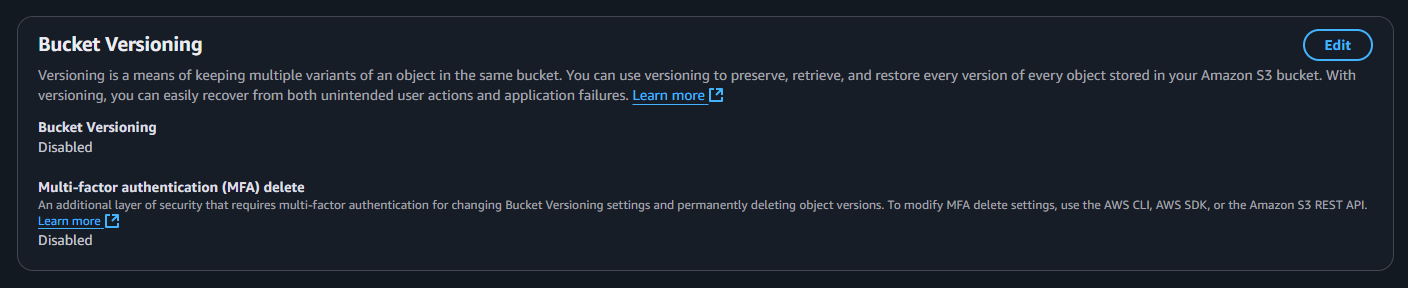 Bucket Versioning
Edit
Versioning is a means of keeping multiple variants of an object in the same bucket. You can use versioning to preserve, retrieve, and restore every version of every object stored in your Amazon S3 bucket. With
versioning, you can easily recover from both unintended user actions and application failures. Learn more
Bucket Versioning
Disabled
Multi-factor authentication (MFA) delete
An additional layer of security that requires multi-factor authentication for changing Bucket Versioning settings and permanently deleting object versions. To modify MFA delete settings, use the AWS CLI, AWS SDK, or the Amazon S3 REST API.
Learn more
Disabled